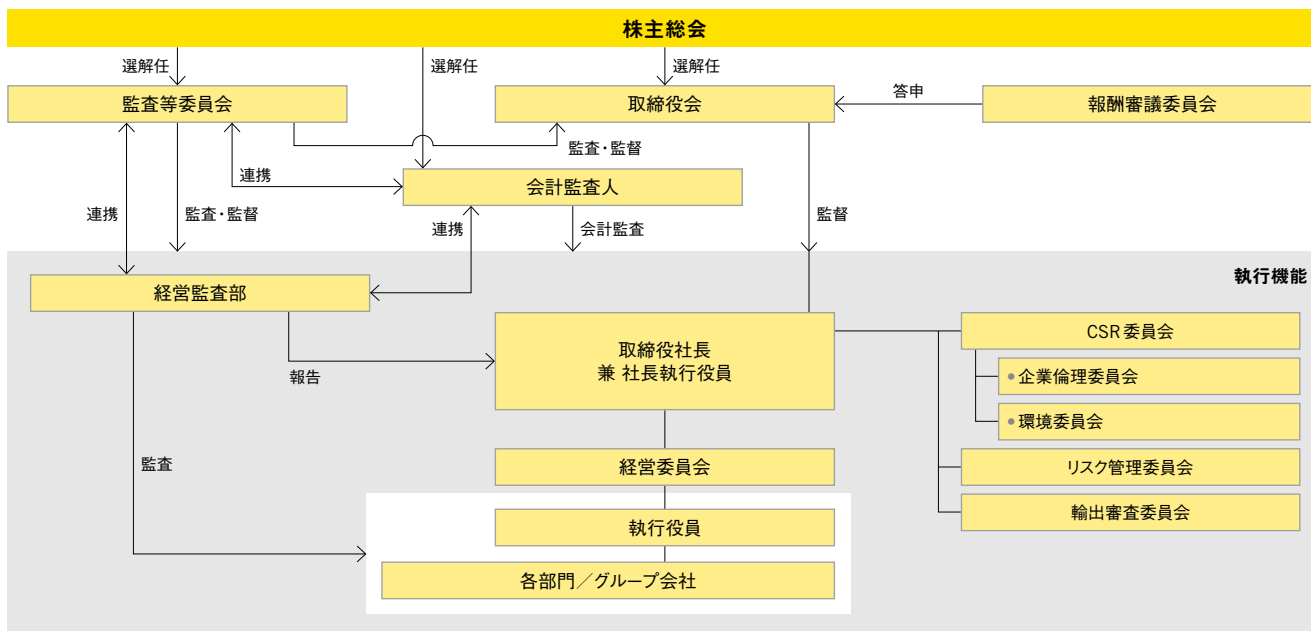 株主総会
選解任
選解任
選解任
監査等委員会
取締役会
答申
報酬審議委員会
監査・監督
連携
会計監査人
連携
監査・監督
連携
会計監査
監督
執行機能
経営監査部
取締役社長
兼 社長執行役員
CSR委員会
●企業倫理委員会
報告
●環境委員会
監査
経営委員会
リスク管理委員会
執行役員
輸出審査委員会
各部門／グループ会社